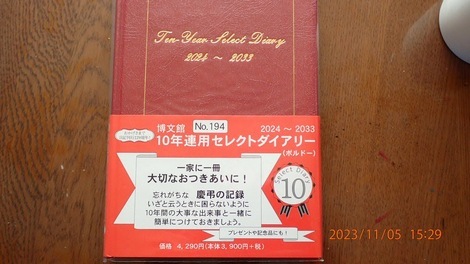 Ten-Year Select Diary
2024 ～ 2033
博文館 No.194 2024 ～ 2033
10年連用セレクトダイアリー
(ボルドー)
一家に一冊
大切なおつきあいに！
忘れがちな 慶弔の記録
いざと云うときに困らないように
10年間の大事な出来事と一緒に
簡単につけておきましょう。
Select Diary
10
プレゼントや記念品にも！
価格 4,290円(本体3,900円+税)
2023/11/05 15:29